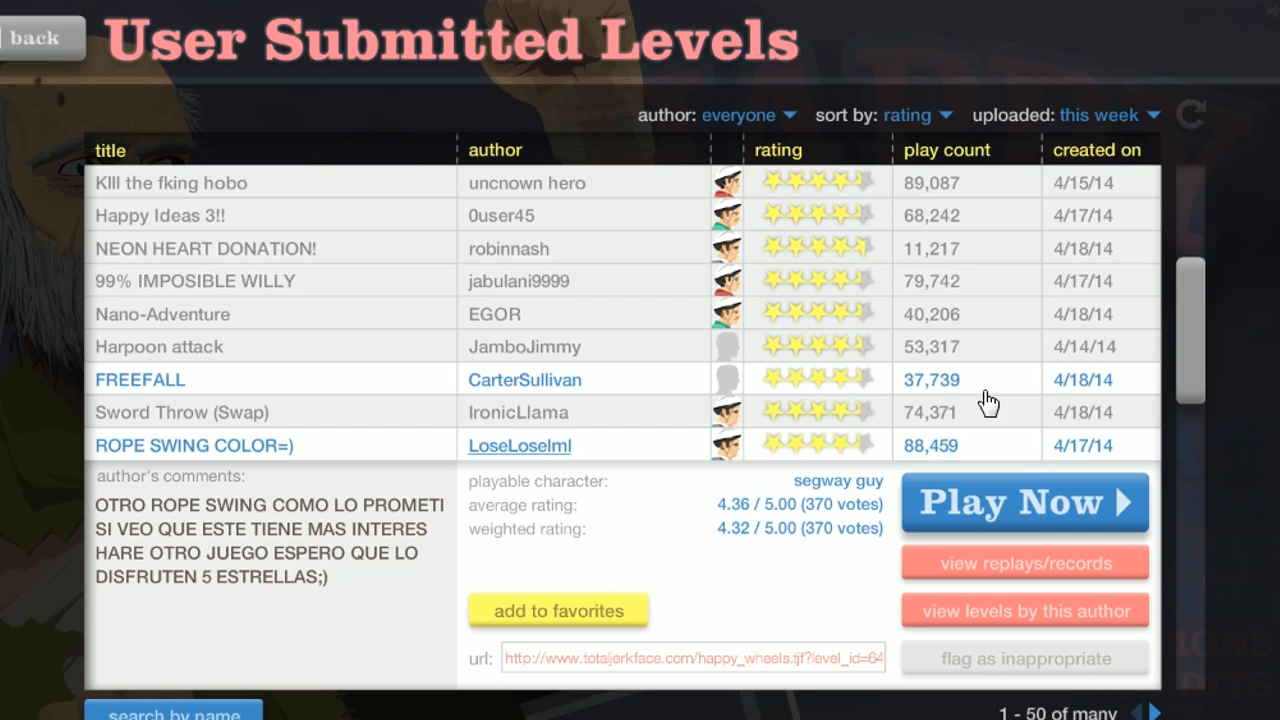 back
User Submitted Levels
author: everyone sort by: rating uploaded: this week
title author rating play count created on
KIll the fking hobo uncnown hero 89,087 4/15/14
Happy Ideas 3!! 0user45 68,242 4/17/14
NEON HEART DONATION! robinnash 11,217 4/18/14
99% IMPOSIBLE WILLY jabulani9999 79,742 4/17/14
Nano-Adventure EGOR 40,206 4/18/14
Harpoon attack JamboJimmy 53,317 4/14/14
FREEFALL CarterSullivan 37,739 4/18/14
Sword Throw (Swap) IronicLlama 74,371 4/18/14
ROPE SWING COLOR=) LoseLoselml 88,459 4/17/14
author's comments:
OTRO ROPE SWING COMO LO PROMETI
SI VEO QUE ESTE TIENE MAS INTERES
HARE OTRO JUEGO ESPERO QUE LO
DISFRUTEN 5 ESTRELLAS;)
playable character: segway guy
average rating: 4.36 / 5.00 (370 votes)
weighted rating: 4.32 / 5.00 (370 votes)
add to favorites
url: http://www.totaljerkface.com/happy_wheels.tjf?level_id=64
Play Now
view replays/records
view levels by this author
flag as inappropriate
search by name
1 - 50 of many